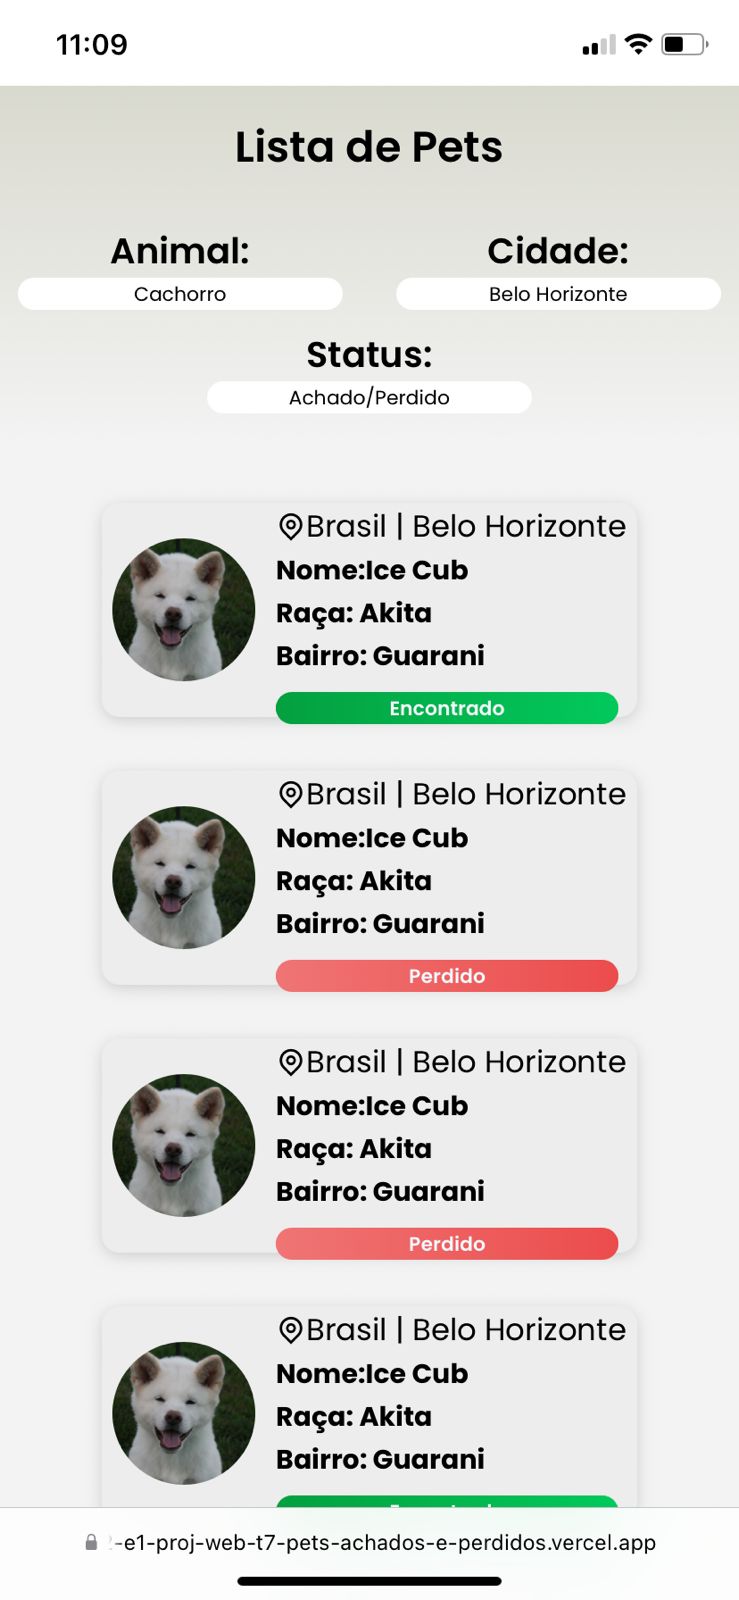 11:09
Lista de Pets
Animal:
Cachorro
Cidade:
Belo Horizonte
Status:
Achado/Perdido
Brasil | Belo Horizonte
Nome:Ice Cub
Raça: Akita
Bairro: Guarani
Encontrado
Brasil | Belo Horizonte
Nome:Ice Cub
Raça: Akita
Bairro: Guarani
Perdido
Brasil | Belo Horizonte
Nome:Ice Cub
Raça: Akita
Bairro: Guarani
Perdido
Brasil | Belo Horizonte
Nome:Ice Cub
Raça: Akita
Bairro: Guarani
-e1-proj-web-t7-pets-achados-e-perdidos.vercel.app